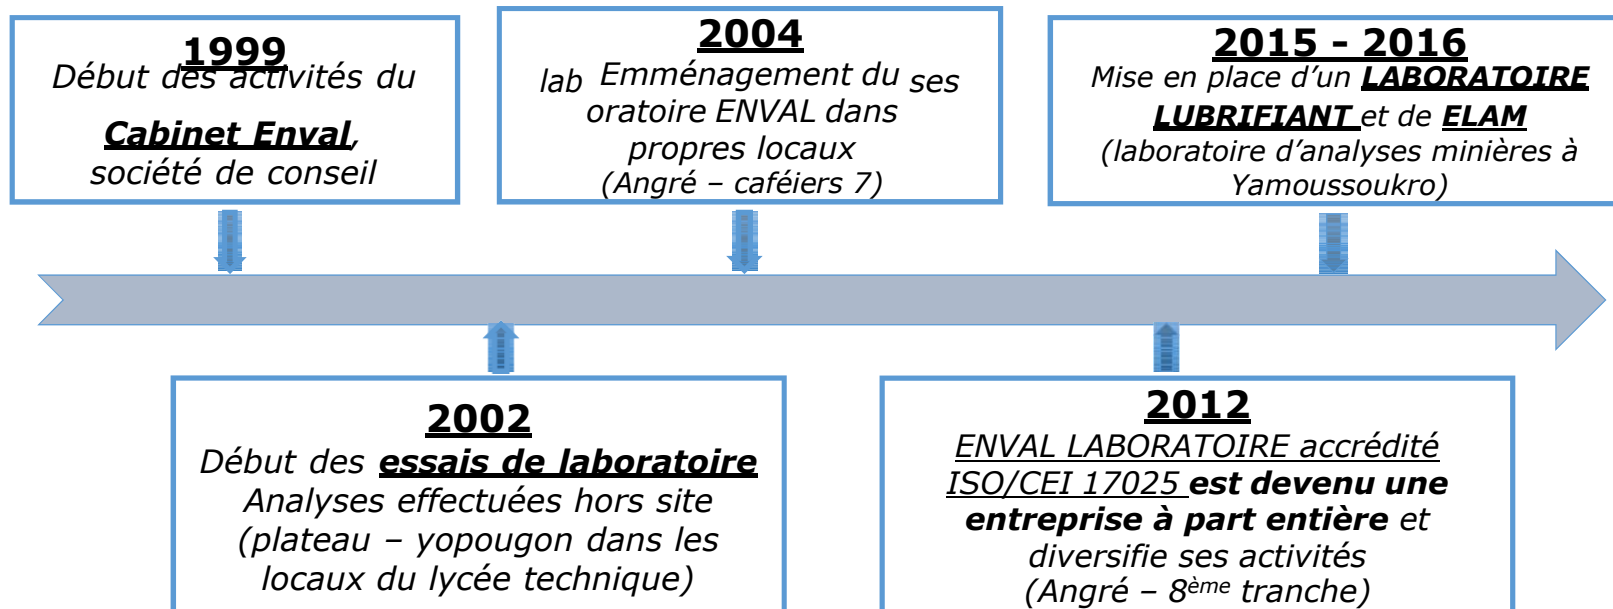 1999
Début des activités du
Cabinet Enval,
société de conseil
2004
lab Emménagement du ses
oratoire ENVAL dans
propres locaux
(Angré – caféiers 7)
2015 - 2016
Mise en place d’un LABORATOIRE
LUBRIFIANT et de ELAM
(laboratoire d’analyses minières à
Yamoussoukro)
2002
Début des essais de laboratoire
Analyses effectuées hors site
(plateau – yopougon dans les
locaux du lycée technique)
2012
ENVAL LABORATOIRE accrédité
ISO/CEI 17025 est devenu une
entreprise à part entière et
diversifie ses activités
(Angré – 8ème tranche)